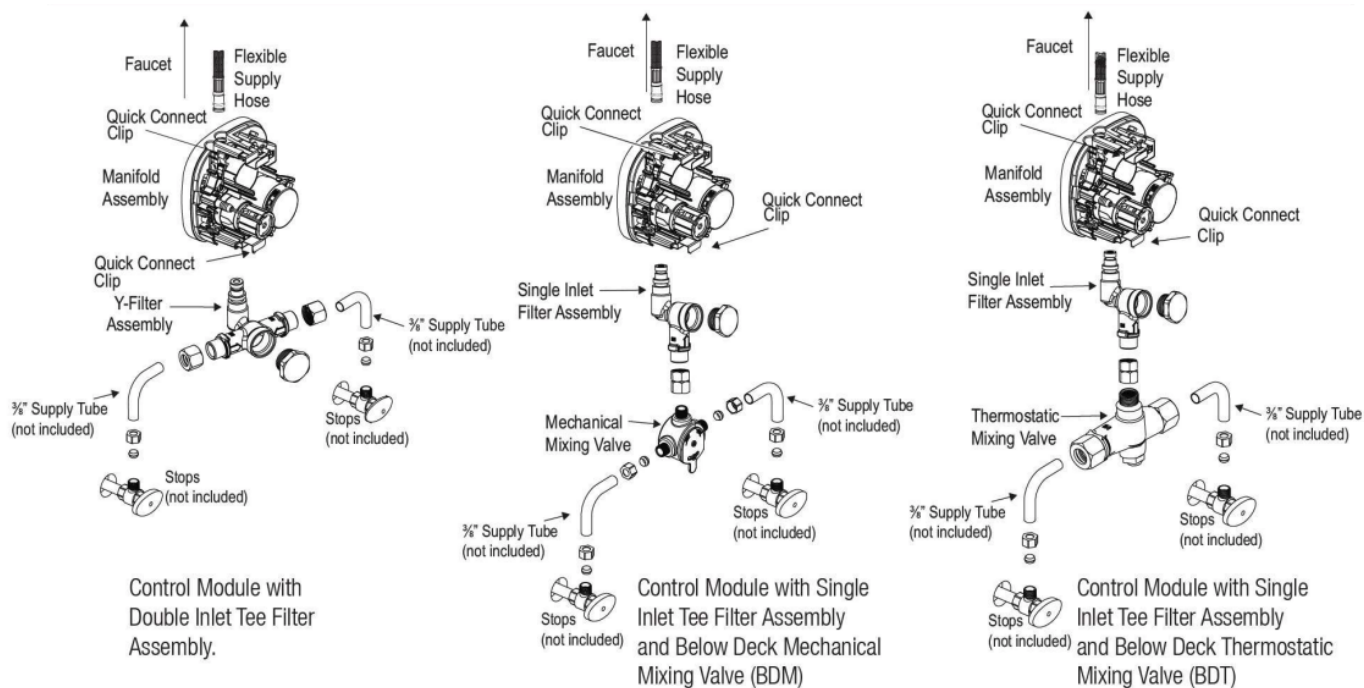 Faucet
Flexible
Supply
Hose
Quick Connect
Clip
Manifold
Assembly
Quick Connect
Clip
Y-Filter
Assembly
⅜" Supply Tube
(not included)
⅜" Supply Tube
(not included)
Stops
(not included)
Stops
(not included)
Control Module with
Double Inlet Tee Filter
Assembly.
Faucet
Flexible
Supply
Hose
Quick Connect
Clip
Manifold
Assembly
Quick Connect
Clip
Single Inlet
Filter Assembly
Mechanical
Mixing Valve
⅜" Supply Tube
(not included)
Stops
(not included)
⅜" Supply Tube
(not included)
Stops
(not included)
Control Module with Single
Inlet Tee Filter Assembly
and Below Deck Mechanical
Mixing Valve (BDM)
Faucet
Flexible
Supply
Hose
Quick Connect
Clip
Manifold
Assembly
Quick Connect
Clip
Single Inlet
Filter Assembly
Thermostatic
Mixing Valve
⅜" Supply Tube
(not included)
⅜" Supply Tube
(not included)
Stops
(not included)
Stops
(not included)
Control Module with Single
Inlet Tee Filter Assembly
and Below Deck Thermostatic
Mixing Valve (BDT)